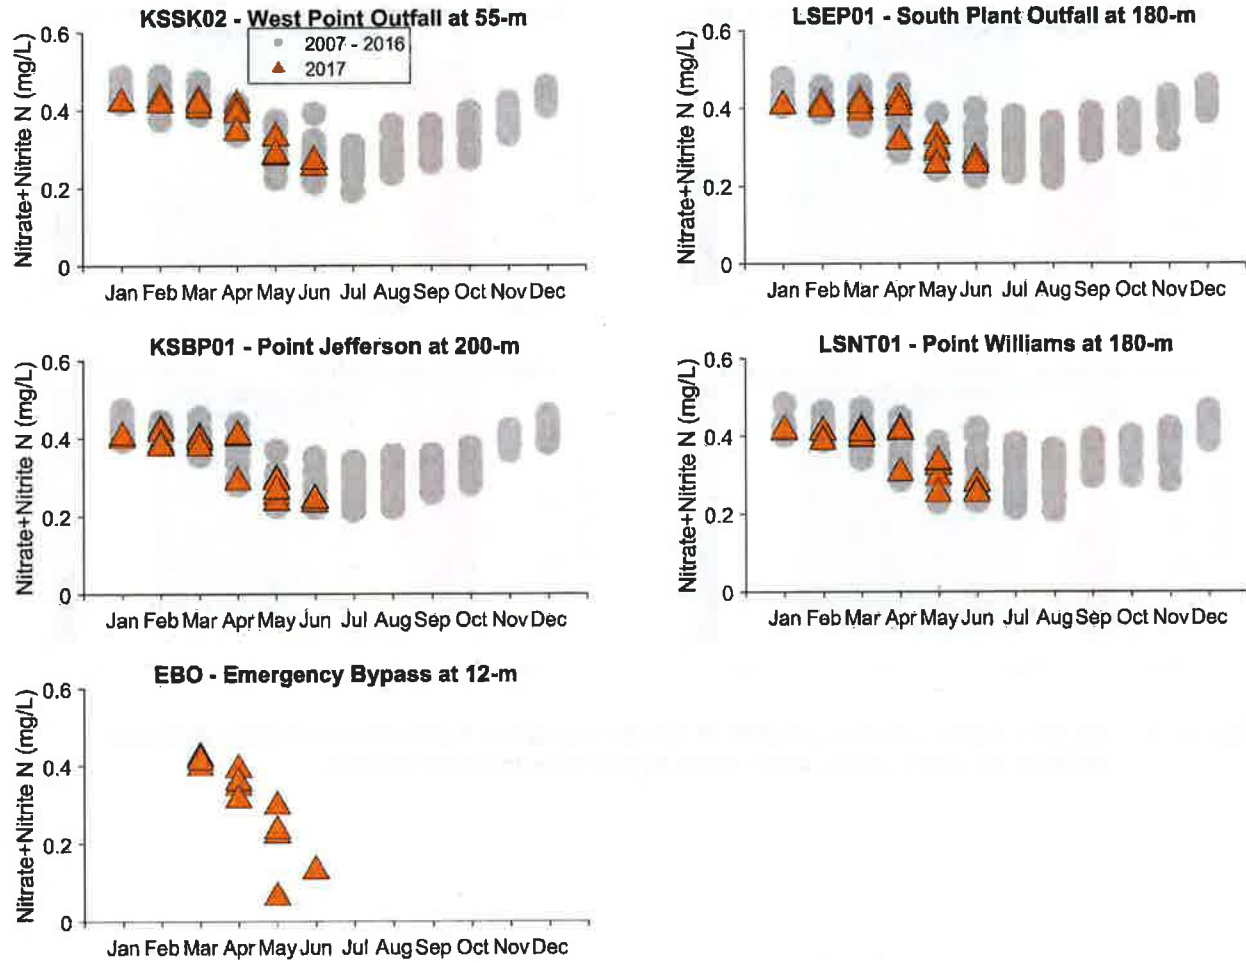 KSSK02 - West Point Outfall at 55-m
2007 - 2016
2017
Nitrate+Nitrite N (mg/L)
0.6
0.4
0.2
0
Jan Feb Mar Apr May Jun Jul Aug Sep Oct Nov Dec
LSEP01 - South Plant Outfall at 180-m
Nitrate+Nitrite N (mg/L)
0.6
0.4
0.2
0
Jan Feb Mar Apr May Jun Jul Aug Sep Oct Nov Dec
KSBP01 - Point Jefferson at 200-m
Nitrate+Nitrite N (mg/L)
0.6
0.4
0.2
0
Jan Feb Mar Apr May Jun Jul Aug Sep Oct Nov Dec
LSNT01 - Point Williams at 180-m
Nitrate+Nitrite N (mg/L)
0.6
0.4
0.2
0
Jan Feb Mar Apr May Jun Jul Aug Sep Oct Nov Dec
EBO - Emergency Bypass at 12-m
Nitrate+Nitrite N (mg/L)
0.6
0.4
0.2
0
Jan Feb Mar Apr May Jun Jul Aug Sep Oct Nov Dec